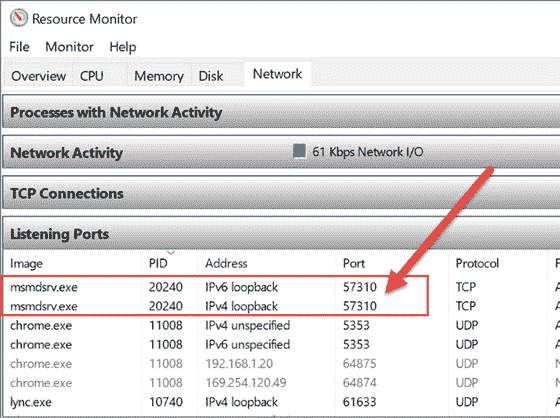 Resource Monitor
File Monitor Help
Overview CPU Memory Disk Network
Processes with Network Activity
Network Activity 61 Kbps Network I/O
TCP Connections
Listening Ports
Image PID Address Port Protocol F
msmdsrv.exe 20240 IPv6 loopback 57310 TCP A
msmdsrv.exe 20240 IPv4 loopback 57310 TCP A
chrome.exe 11008 IPv4 unspecified 5353 UDP A
chrome.exe 11008 IPv6 unspecified 5353 UDP A
chrome.exe 11008 192.168.1.20 64875 UDP A
chrome.exe 11008 169.254.120.49 64874 UDP N
lync.exe 10740 IPv4 loopback 61633 UDP A